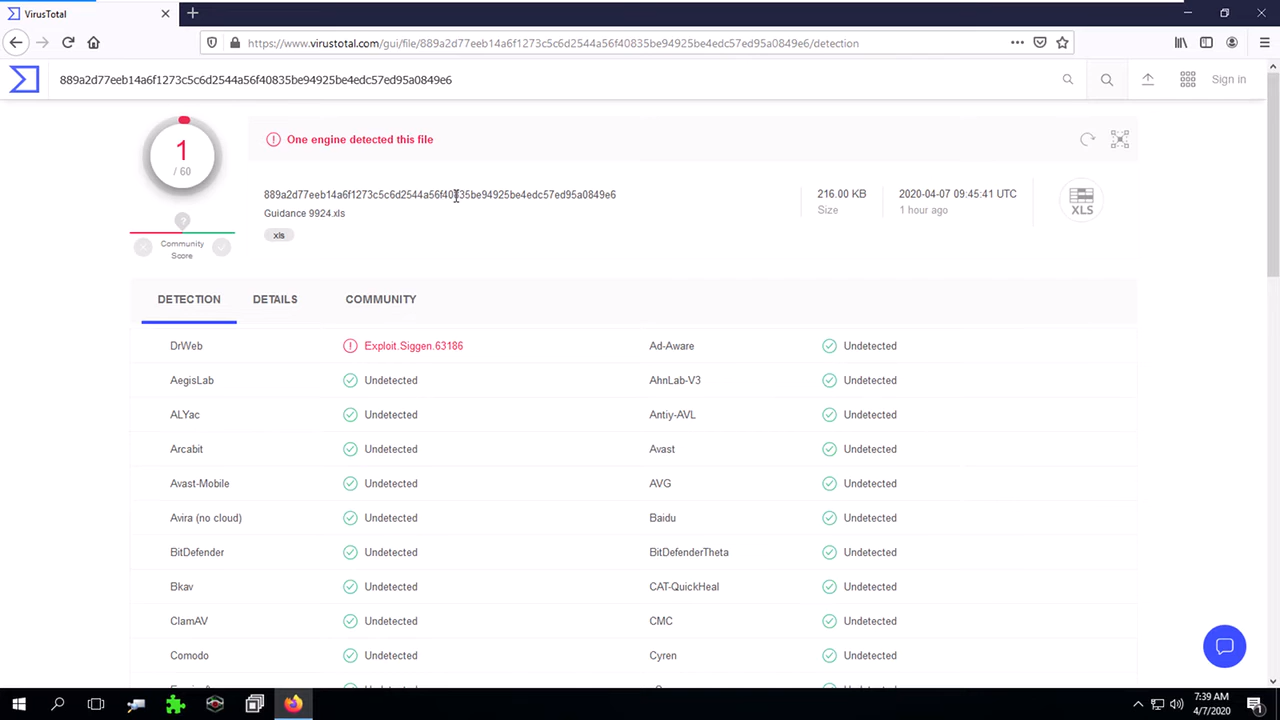 VirusTotal
https://www.virustotal.com/gui/file/889a2d77eeb14a6f1273c5c6d2544a56f40835be94925be4edc57ed95a0849e6/detection
889a2d77eeb14a6f1273c5c6d2544a56f40835be94925be4edc57ed95a0849e6
Sign in
1
/ 60
One engine detected this file
889a2d77eeb14a6f1273c5c6d2544a56f40835be94925be4edc57ed95a0849e6
Guidance 9924.xls
xls
216.00 KB
Size
2020-04-07 09:45:41 UTC
1 hour ago
XLS
?
Community
Score
DETECTION DETAILS COMMUNITY
DrWeb Exploit.Siggen.63186 Ad-Aware Undetected
AegisLab Undetected AhnLab-V3 Undetected
ALYac Undetected Antiy-AVL Undetected
Arcabit Undetected Avast Undetected
Avast-Mobile Undetected AVG Undetected
Avira (no cloud) Undetected Baidu Undetected
BitDefender Undetected BitDefenderTheta Undetected
Bkav Undetected CAT-QuickHeal Undetected
ClamAV Undetected CMC Undetected
Comodo Undetected Cyren Undetected
7:39 AM
4/7/2020
1